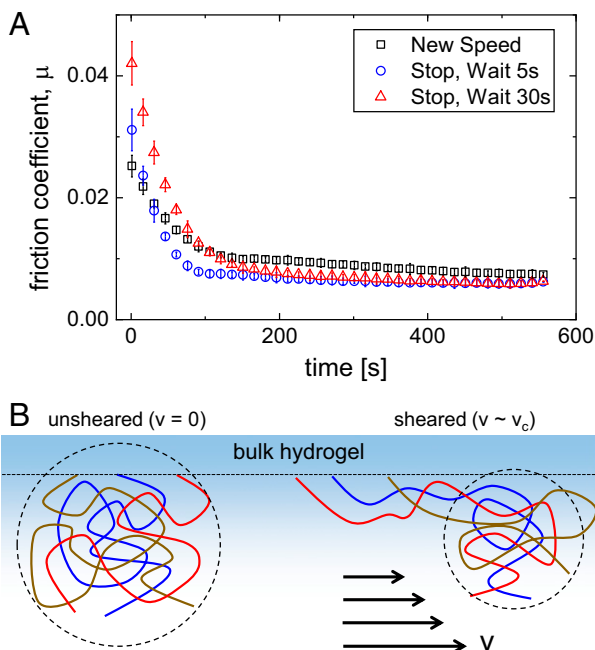 A
friction coefficient, μ
0.04
0.02
0.00
New Speed
Stop, Wait 5s
Stop, Wait 30s
0
200
400
600
time [s]
B
unsheared (v = 0)
sheared (v ~ vc)
bulk hydrogel
v